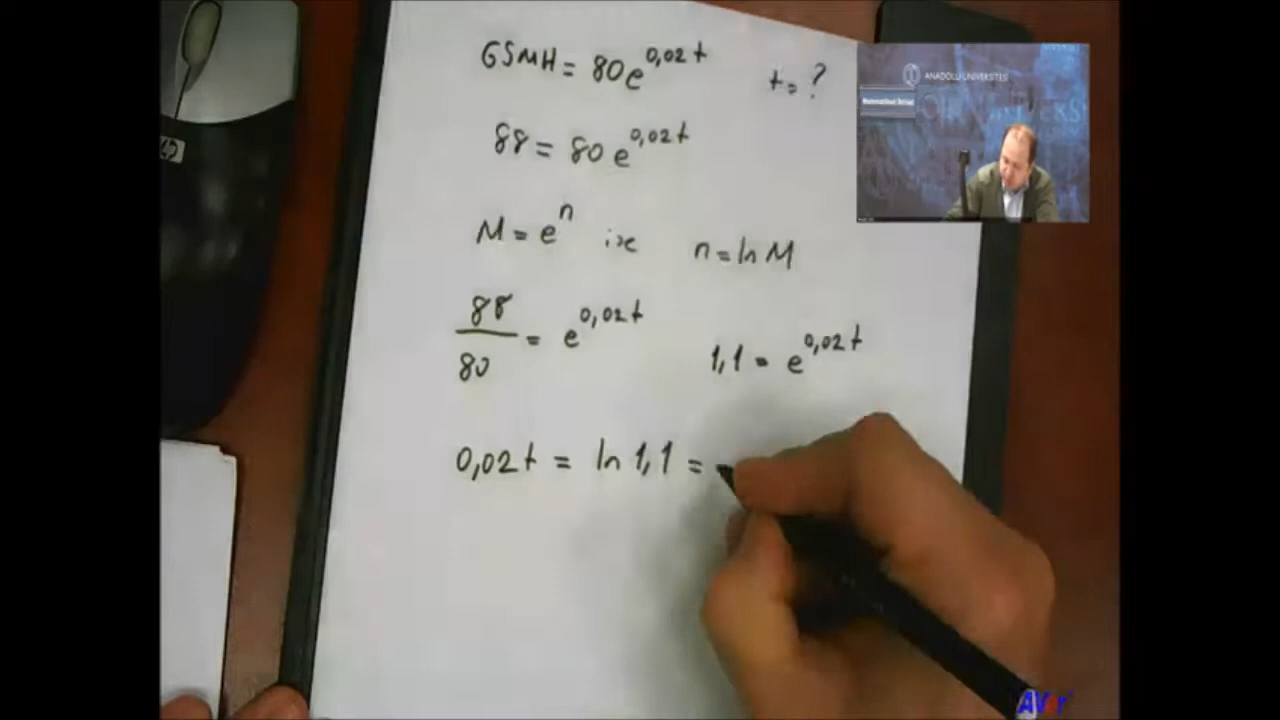 GSMH = 80e^{0,02t} t = ?
ANADOLU ÜNİVERSİTESİ
88 = 80 e^{0,02t}
M = e^n ise n = ln M
88/80 = e^{0,02t} 1,1 = e^{0,02t}
0,02t = ln 1,1 =
hp